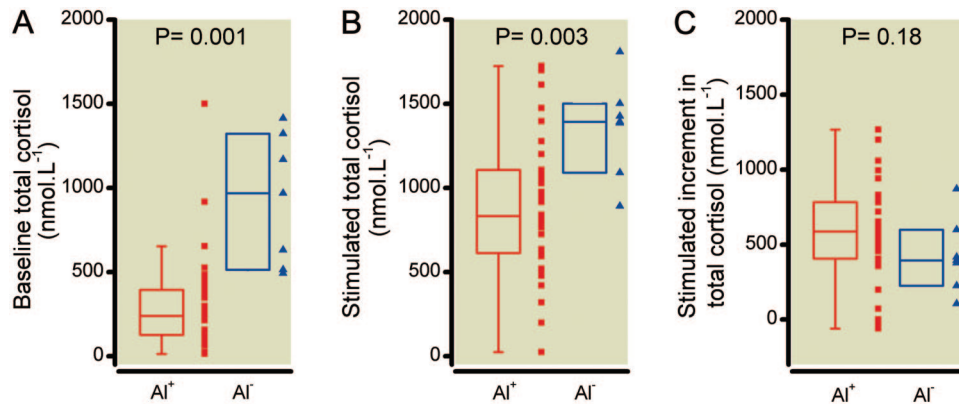 A
Baseline total cortisol
(nmol.L⁻¹)
P= 0.001
2000
1500
1000
500
0
AI⁺
AI⁻
B
Stimulated total cortisol
(nmol.L⁻¹)
P= 0.003
2000
1500
1000
500
0
AI⁺
AI⁻
C
Stimulated increment in
total cortisol (nmol.L⁻¹)
P= 0.18
2000
1500
1000
500
0
AI⁺
AI⁻